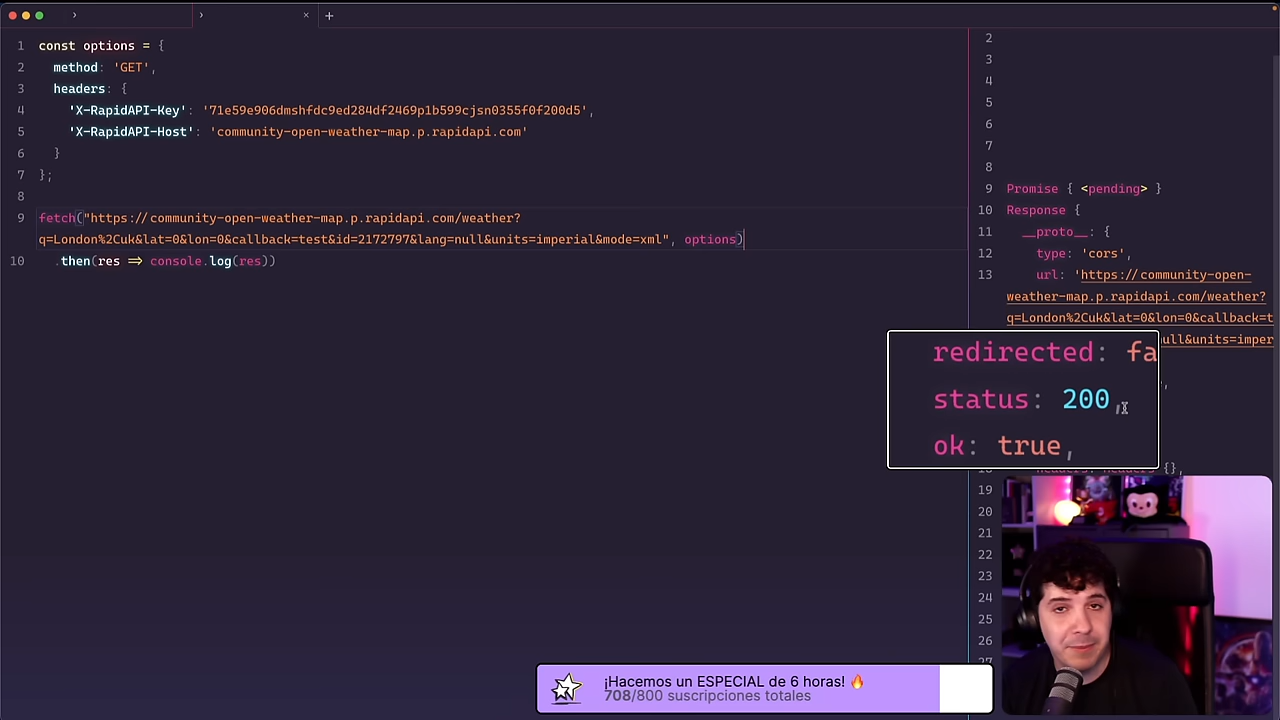 1 const options = {
2 method: 'GET',
3 headers: {
4 'X-RapidAPI-Key': '71e59e906dmshfdc9ed284df2469p1b599cjsn0355f0f200d5',
5 'X-RapidAPI-Host': 'community-open-weather-map.p.rapidapi.com'
6 }
7 };
8
9 fetch("https://community-open-weather-map.p.rapidapi.com/weather?
q=London%2Cuk&lat=0&lon=0&callback=test&id=2172797&lang=null&units=imperial&mode=xml", options)
10 .then(res => console.log(res))
2
3
4
5
6
7
8
9 Promise { <pending> }
10 Response {
11 __proto__: {
12 type: 'cors',
13 url: 'https://community-open-
weather-map.p.rapidapi.com/weather?
q=London%2Cuk&lat=0&lon=0&callback=t
ull&units=imper
redirected: fa
status: 200,
ok: true,
19
20
21
22
23
24
25
26
27
¡Hacemos un ESPECIAL de 6 horas! 🔥
708/800 suscripciones totales